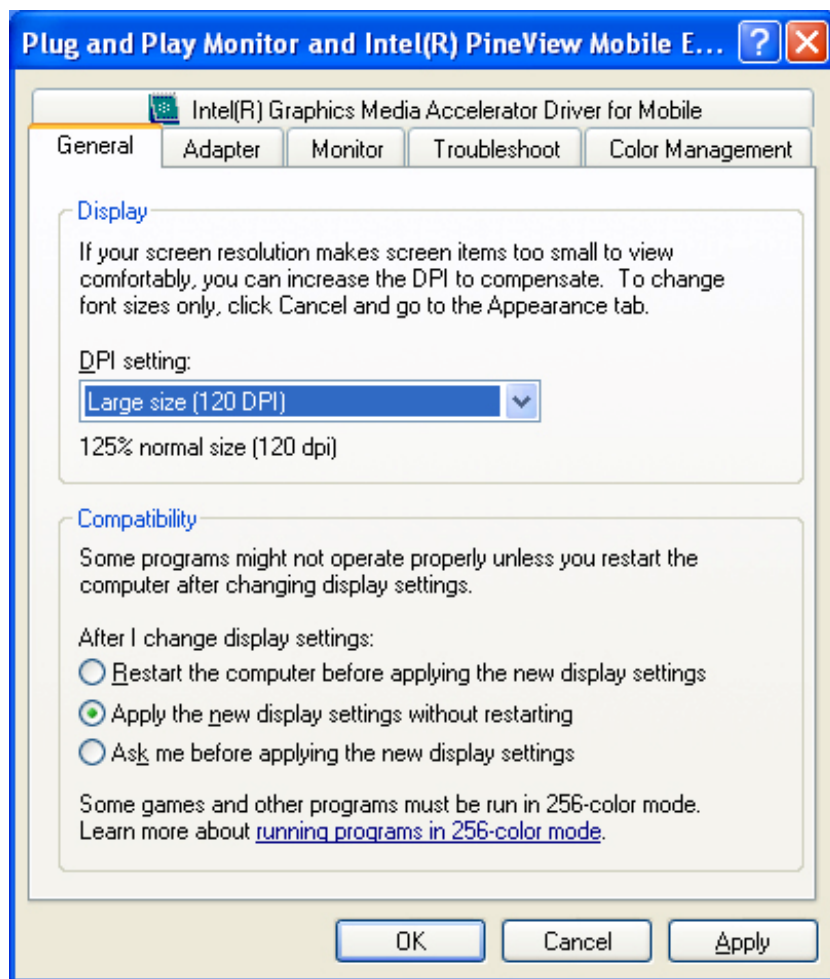 Plug and Play Monitor and Intel(R) PineView Mobile E...
Intel(R) Graphics Media Accelerator Driver for Mobile
General Adapter Monitor Troubleshoot Color Management
Display
If your screen resolution makes screen items too small to view
comfortably, you can increase the DPI to compensate. To change
font sizes only, click Cancel and go to the Appearance tab.
DPI setting:
Large size (120 DPI)
125% normal size (120 dpi)
Compatibility
Some programs might not operate properly unless you restart the
computer after changing display settings.
After I change display settings:
Restart the computer before applying the new display settings
Apply the new display settings without restarting
Ask me before applying the new display settings
Some games and other programs must be run in 256-color mode.
Learn more about running programs in 256-color mode.
OK Cancel Apply